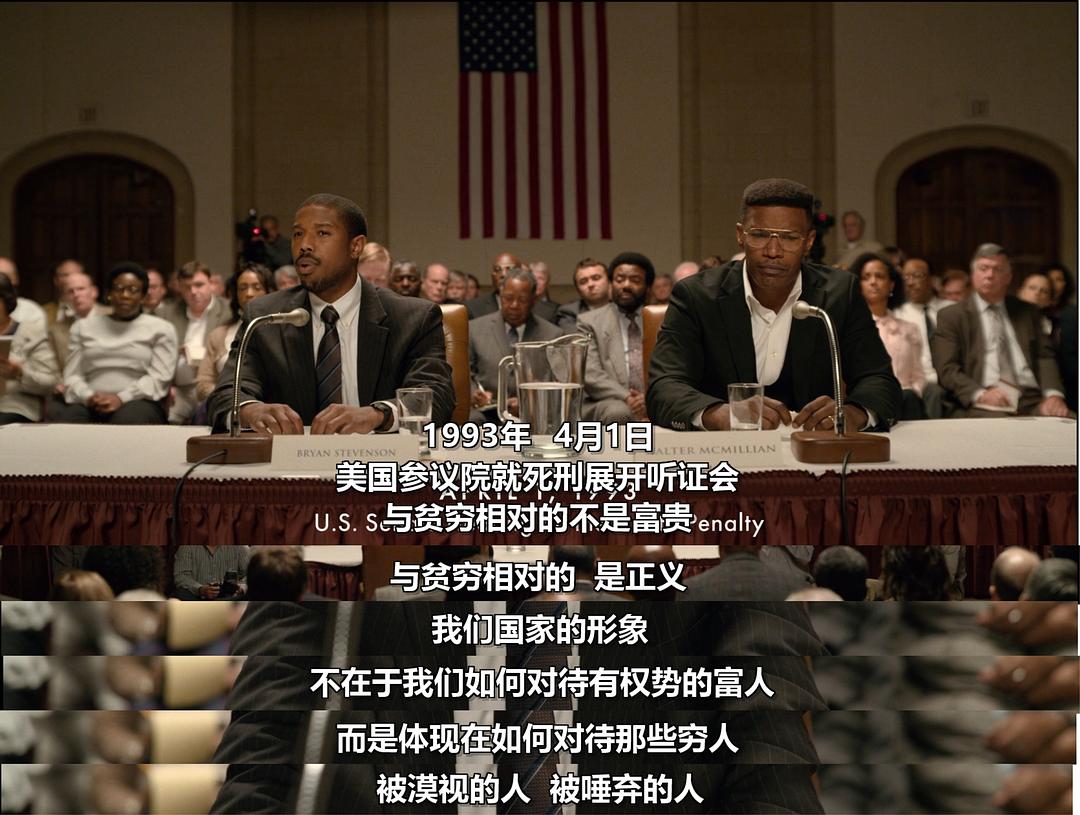 BRYAN STEVENSON
WALTER MCMILLIAN
1993年 4月1日
美国参议院就死刑展开听证会
APRIL 1, 1993
与贫穷相对的不是富贵
U.S. Penalty
与贫穷相对的 是正义
我们国家的形象
不在于我们如何对待有权势的富人
而是体现在如何对待那些穷人
被漠视的人 被唾弃的人